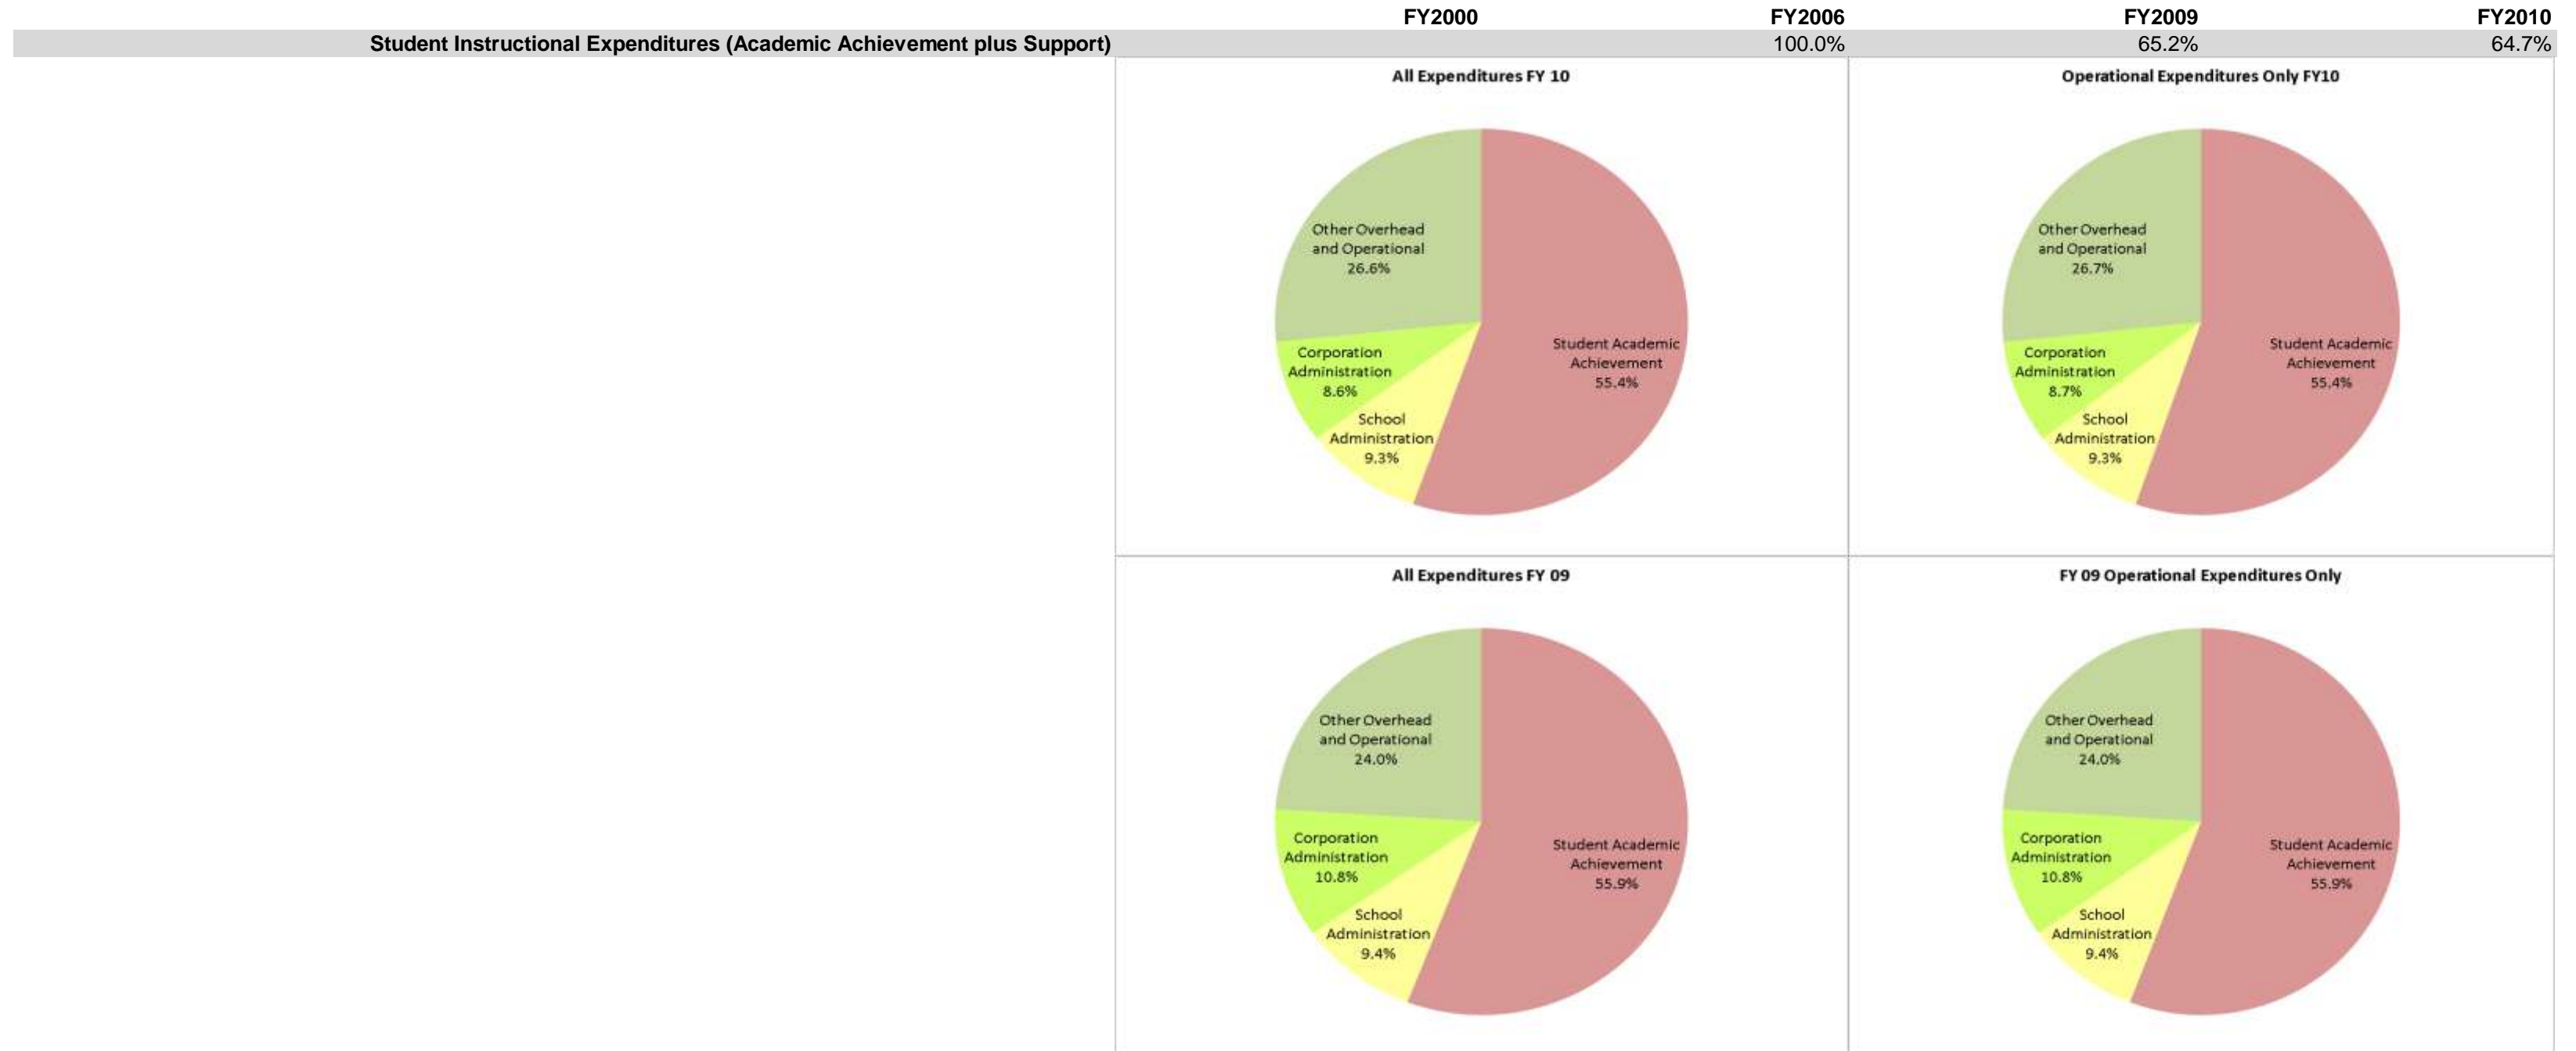 FY2000 FY2006 FY2009 FY2010
Student Instructional Expenditures (Academic Achievement plus Support) 100.0% 65.2% 64.7%
All Expenditures FY 10
Other Overhead
and Operational
26.6%
Student Academic
Achievement
55.4%
Corporation
Administration
8.6%
School
Administration
9.3%
Operational Expenditures Only FY10
Other Overhead
and Operational
26.7%
Student Academic
Achievement
55.4%
Corporation
Administration
8.7%
School
Administration
9.3%
All Expenditures FY 09
Other Overhead
and Operational
24.0%
Student Academic
Achievement
55.9%
Corporation
Administration
10.8%
School
Administration
9.4%
FY 09 Operational Expenditures Only
Other Overhead
and Operational
24.0%
Student Academic
Achievement
55.9%
Corporation
Administration
10.8%
School
Administration
9.4%